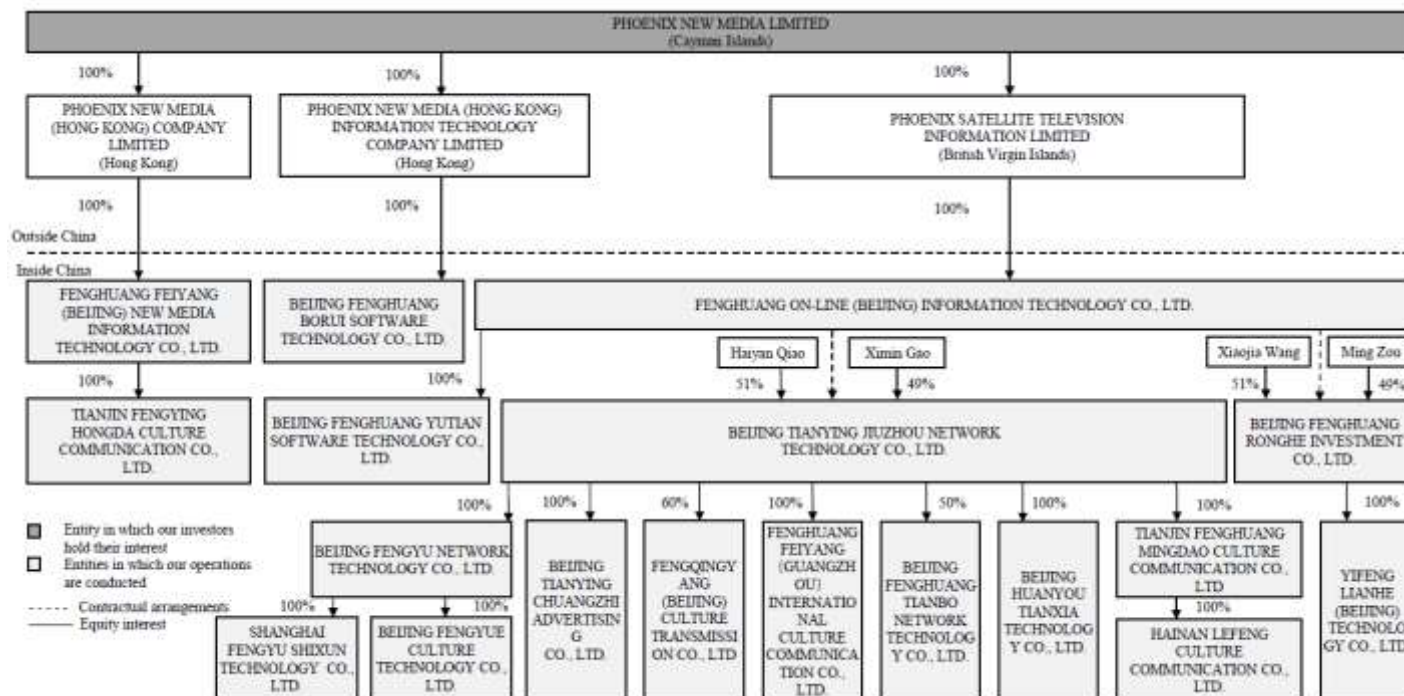 PHOENIX NEW MEDIA LIMITED
(Cayman Islands)
100%
100%
100%
PHOENIX NEW MEDIA
(HONG KONG) COMPANY
LIMITED
(Hong Kong)
PHOENIX NEW MEDIA (HONG KONG)
INFORMATION TECHNOLOGY
COMPANY LIMITED
(Hong Kong)
PHOENIX SATELLITE TELEVISION
INFORMATION LIMITED
(British Virgin Islands)
100%
100%
100%
Outside China
Inside China
FENGHUANG FEIYANG
(BEIJING) NEW MEDIA
INFORMATION
TECHNOLOGY CO., LTD.
BEIJING FENGHUANG
BORUI SOFTWARE
TECHNOLOGY CO., LTD.
FENGHUANG ON-LINE (BEIJING) INFORMATION TECHNOLOGY CO., LTD.
Haiyan Qiao
Ximin Gao
Xiaojia Wang
Ming Zou
100%
100%
51%
49%
51%
49%
TIANJIN FENGYING
HONGDA CULTURE
COMMUNICATION CO.,
LTD.
BEIJING FENGHUANG YUTIAN
SOFTWARE TECHNOLOGY CO.,
LTD.
BEIJING TIANYING JIUZHOU NETWORK
TECHNOLOGY CO., LTD.
BEIJING FENGHUANG
RONGHE INVESTMENT
CO., LTD.
100%
100%
60%
100%
50%
100%
100%
100%
Entity in which our investors
hold their interest
Entities in which our operations
are conducted
Contractual arrangements
Equity interest
BEIJING FENGYU NETWORK
TECHNOLOGY CO., LTD.
100%
100%
SHANGHAI
FENGYU SHIXUN
TECHNOLOGY CO.,
LTD.
BEIJING FENGYUE
CULTURE
TECHNOLOGY CO.,
LTD.
BEIJING
TIANYING
CHUANGZHI
ADVERTISIN
G
CO., LTD.
FENGQINGY
ANG
(BEIJING)
CULTURE
TRANSMISSI
ON CO., LTD
FENGHUANG
FEIYANG
(GUANGZH
OU)
INTERNATIO
NAL
CULTURE
COMMUNICA
TION CO.,
LTD.
BEIJING
FENGHUANG
TIANBO
NETWORK
TECHNOLOG
Y CO., LTD.
BEIJING
HUANYOU
TIANXIA
TECHNOLOG
Y CO., LTD.
TIANJIN FENGHUANG
MINGDAO CULTURE
COMMUNICATION CO.,
LTD
100%
HAINAN LEFENG
CULTURE
COMMUNICATION CO.,
LTD.
YIFENG
LIANHE
(BEIJING)
TECHNOLO
GY CO., LTD